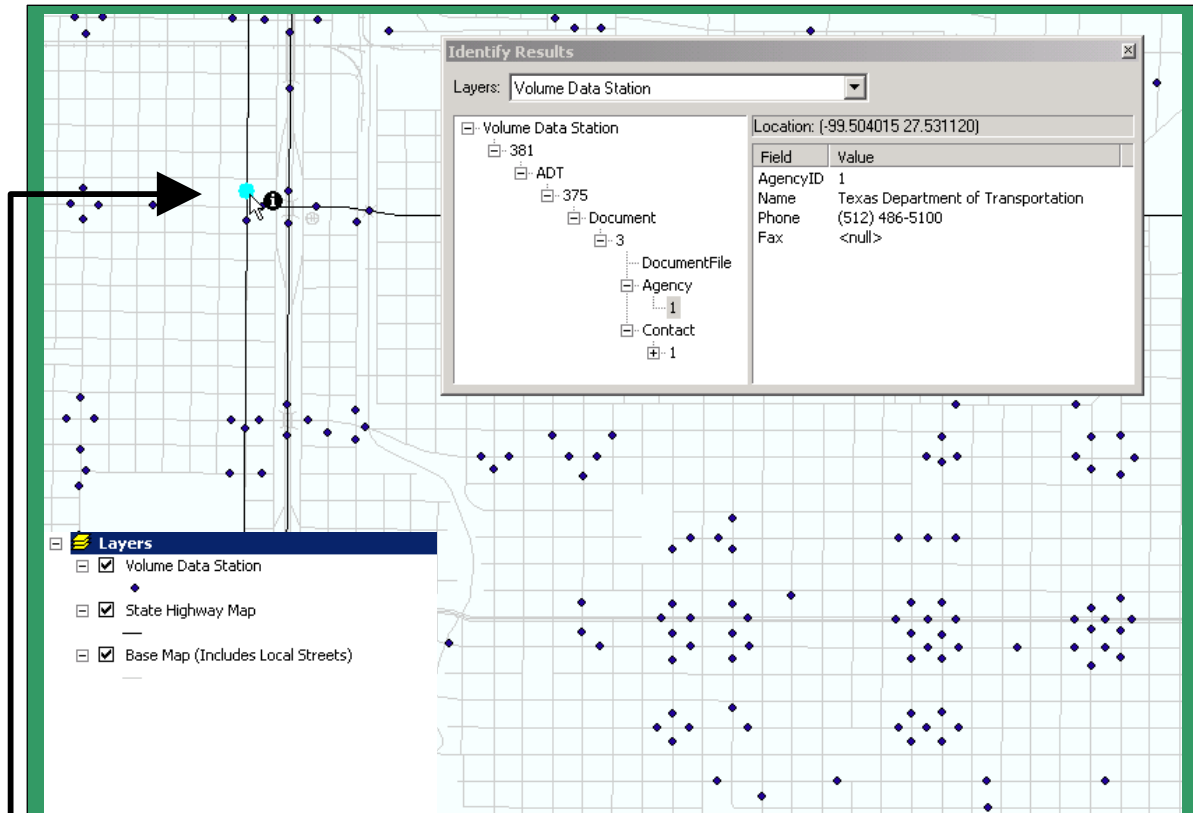 Identify Results
Layers: Volume Data Station
Volume Data Station
381
ADT
375
Document
3
DocumentFile
Agency
1
Contact
1
Location: (-99.504015 27.531120)
Field Value
AgencyID 1
Name Texas Department of Transportation
Phone (512) 486-5100
Fax <null>
Layers
Volume Data Station
State Highway Map
Base Map (Includes Local Streets)